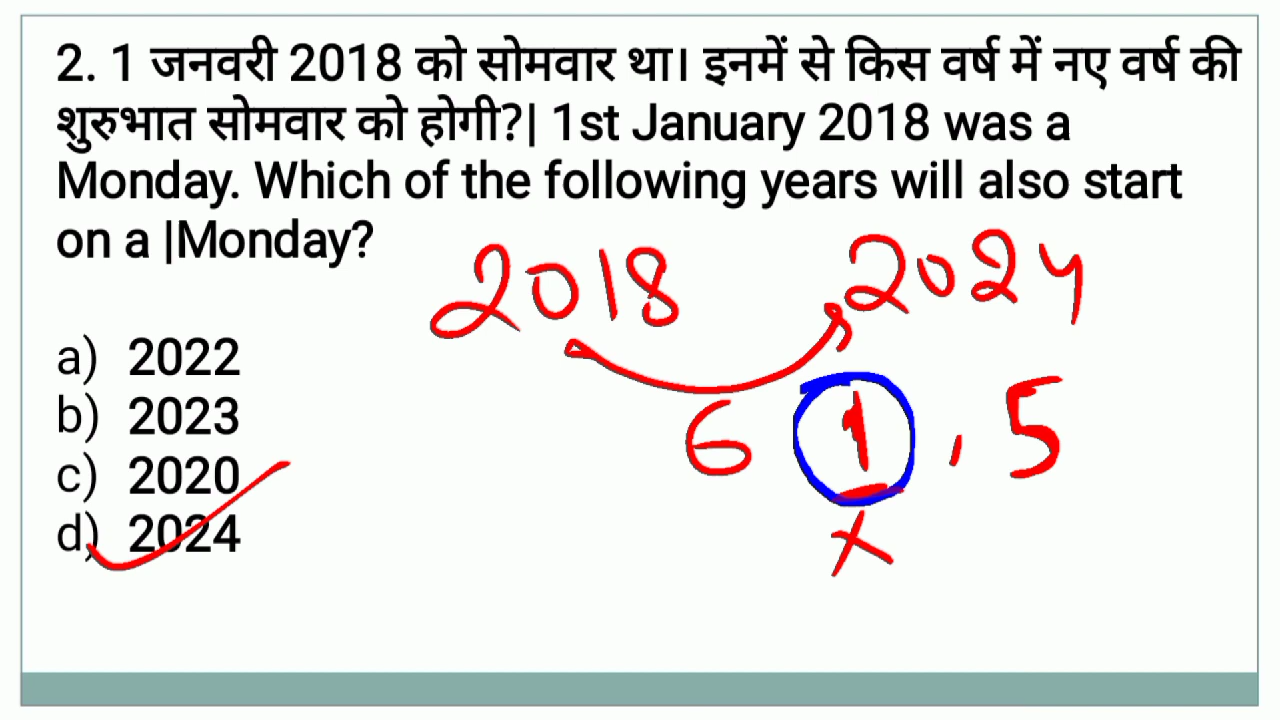 2. 1 जनवरी 2018 को सोमवार था। इनमें से किस वर्ष में नए वर्ष की
शुरुभात सोमवार को होगी?| 1st January 2018 was a
Monday. Which of the following years will also start
on a |Monday?
2018 2024
6 1 , 5
x
a) 2022
b) 2023
c) 2020
d) 2024